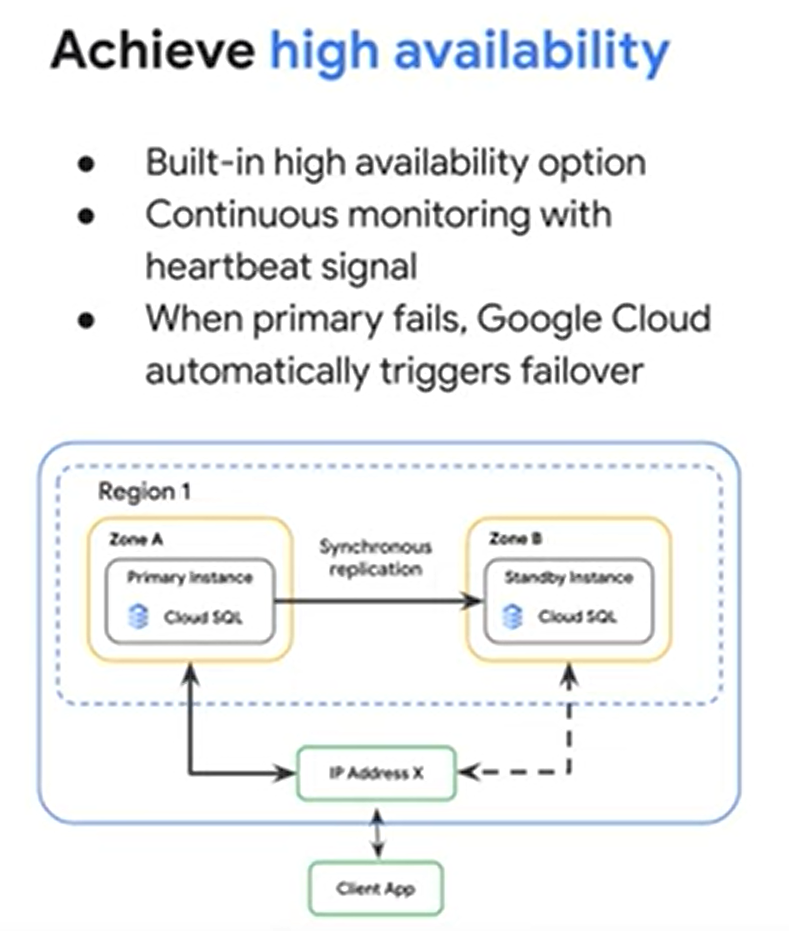 Achieve high availability
● Built-in high availability option
● Continuous monitoring with
heartbeat signal
● When primary fails, Google Cloud
automatically triggers failover
Region 1
Zone A
Primary Instance
Cloud SQL
Synchronous
replication
Zone B
Standby Instance
Cloud SQL
IP Address X
Client App